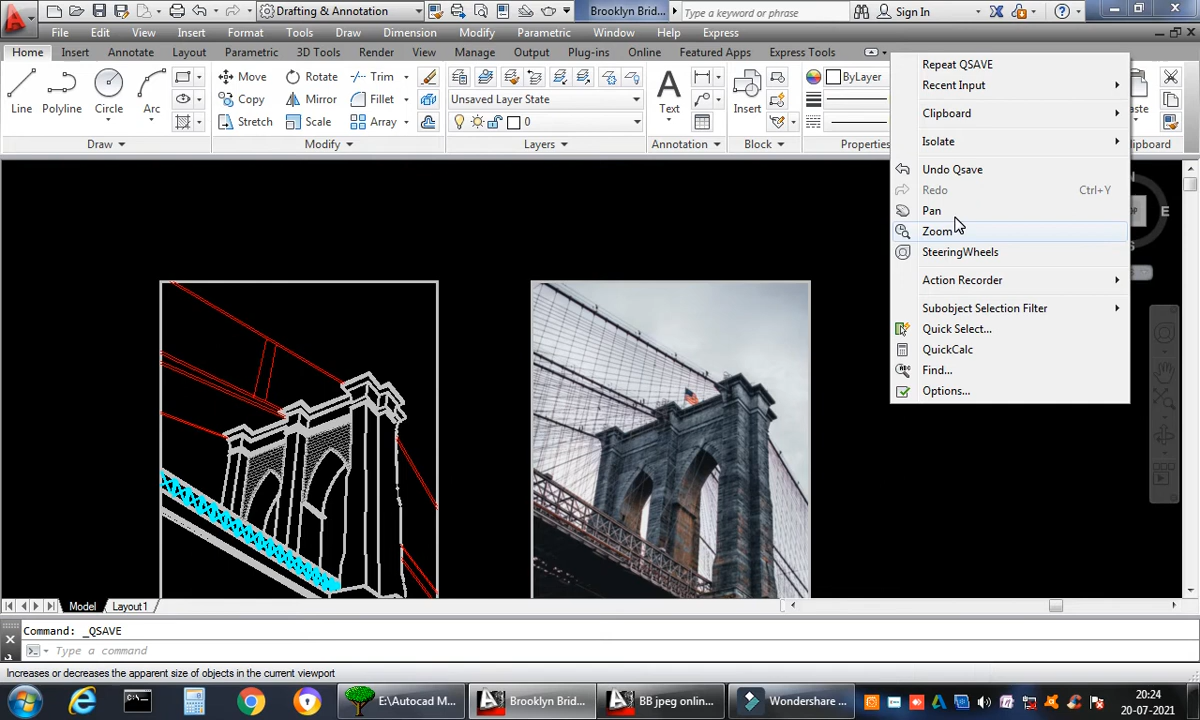 Drafting & Annotation
Brooklyn Brid...
Type a keyword or phrase
Sign In
File Edit View Insert Format Tools Draw Dimension Modify Parametric Window Help Express
Home Insert Annotate Layout Parametric 3D Tools Render View Manage Output Plug-ins Online Featured Apps Express Tools
Line Polyline Circle Arc
Move Rotate Trim
Copy Mirror Fillet
Stretch Scale Array
Unsaved Layer State
0
Text
Insert
ByLayer
aste
Draw Modify Layers Annotation Block Properties lipboard
Repeat QSAVE
Recent Input
Clipboard
Isolate
Undo Qsave
Redo Ctrl+Y
Pan
Zoom
SteeringWheels
Action Recorder
Subobject Selection Filter
Quick Select...
QuickCalc
Find...
Options...
E
Model Layout1
Command: _QSAVE
Type a command
Increases or decreases the apparent size of objects in the current viewport
E:\Autocad M...
Brooklyn Brid...
BB jpeg onlin...
Wondershare ...
20:24
20-07-2021